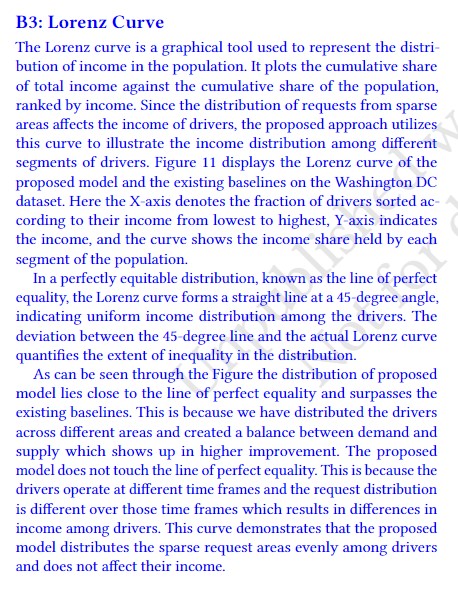 B3: Lorenz Curve
The Lorenz curve is a graphical tool used to represent the distri-
bution of income in the population. It plots the cumulative share
of total income against the cumulative share of the population,
ranked by income. Since the distribution of requests from sparse
areas affects the income of drivers, the proposed approach utilizes
this curve to illustrate the income distribution among different
segments of drivers. Figure 11 displays the Lorenz curve of the
proposed model and the existing baselines on the Washington DC
dataset. Here the X-axis denotes the fraction of drivers sorted ac-
cording to their income from lowest to highest, Y-axis indicates
the income, and the curve shows the income share held by each
segment of the population.
In a perfectly equitable distribution, known as the line of perfect
equality, the Lorenz curve forms a straight line at a 45-degree angle,
indicating uniform income distribution among the drivers. The
deviation between the 45-degree line and the actual Lorenz curve
quantifies the extent of inequality in the distribution.
As can be seen through the Figure the distribution of proposed
model lies close to the line of perfect equality and surpasses the
existing baselines. This is because we have distributed the drivers
across different areas and created a balance between demand and
supply which shows up in higher improvement. The proposed
model does not touch the line of perfect equality. This is because the
drivers operate at different time frames and the request distribution
is different over those time frames which results in differences in
income among drivers. This curve demonstrates that the proposed
model distributes the sparse request areas evenly among drivers
and does not affect their income.
Unpublished w
Not for d